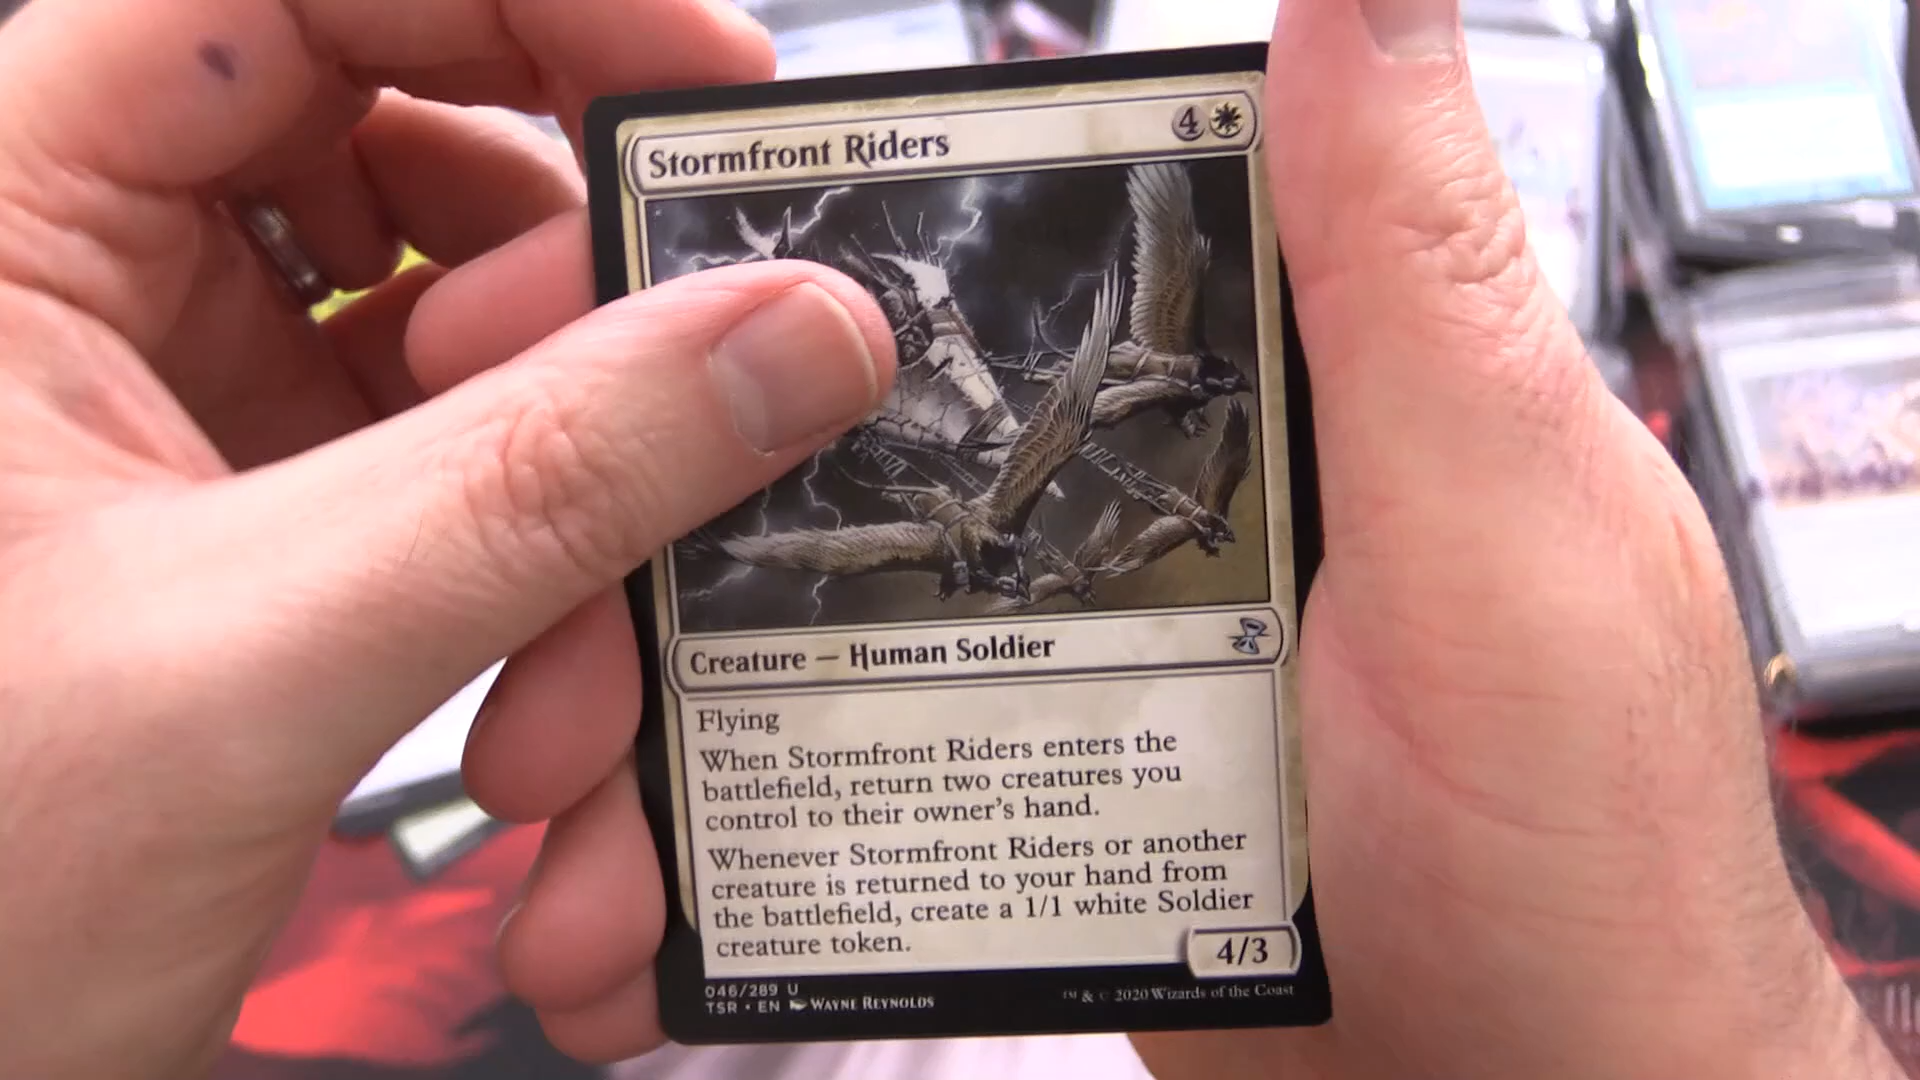 Stormfront Riders 4
Creature — Human Soldier
Flying
When Stormfront Riders enters the
battlefield, return two creatures you
control to their owner's hand.
Whenever Stormfront Riders or another
creature is returned to your hand from
the battlefield, create a 1/1 white Soldier
creature token.
4/3
046/289 U
TSR • EN WAYNE REYNOLDS
™ & © 2020 Wizards of the Coast